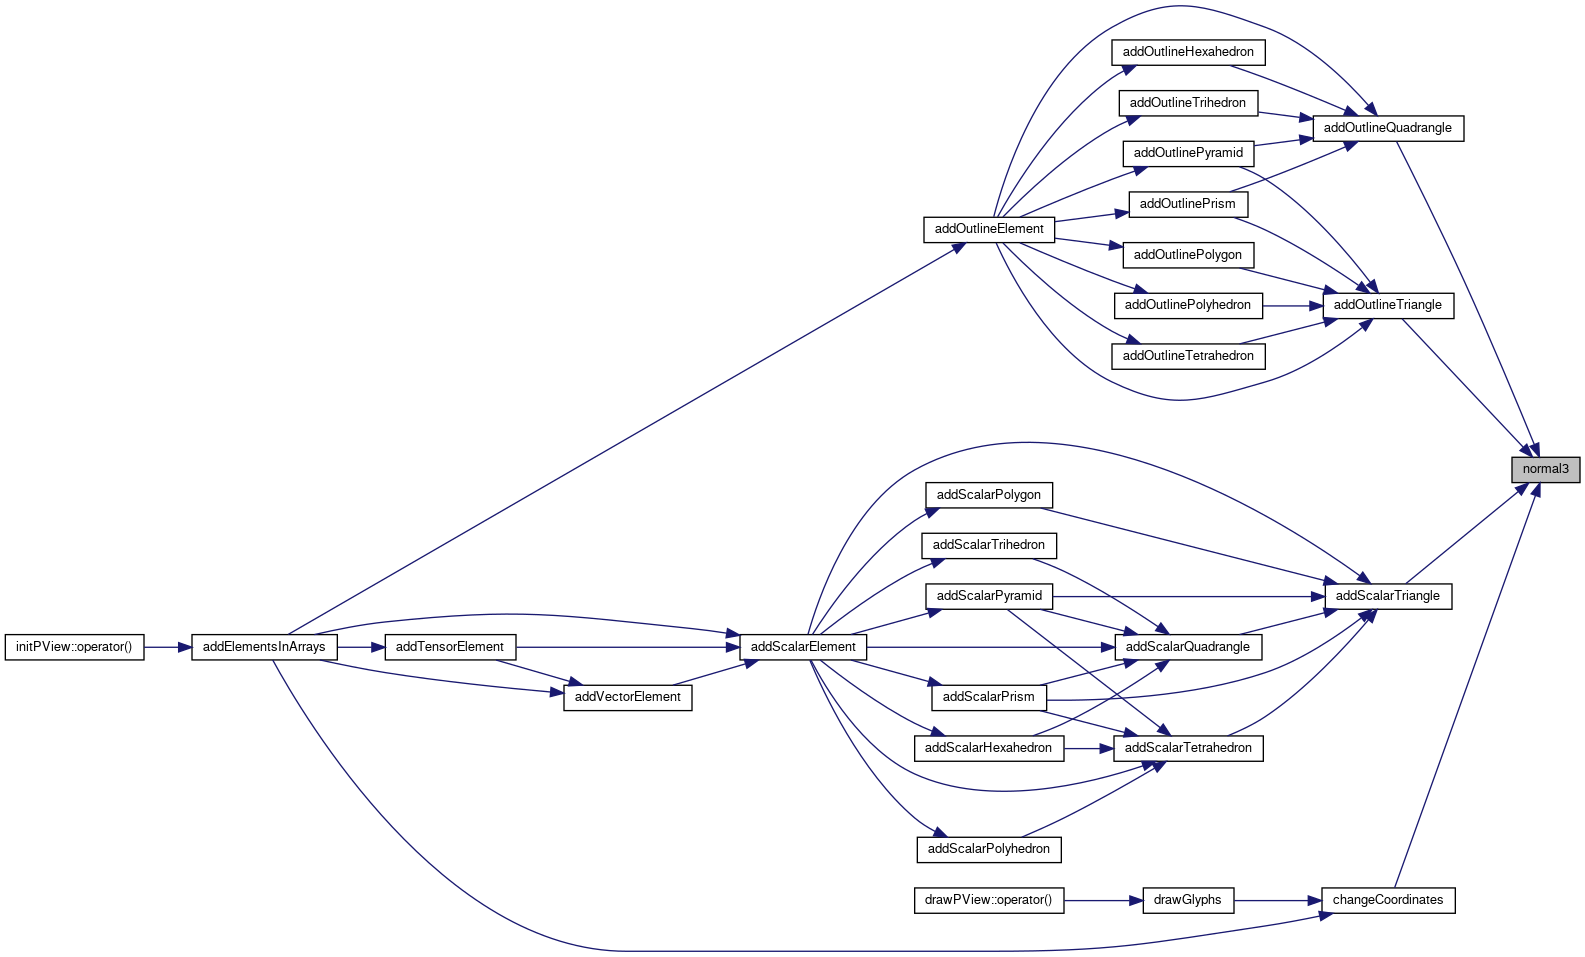 addOutlineHexahedron
addOutlineTrihedron
addOutlineQuadrangle
addOutlinePyramid
addOutlinePrism
addOutlineElement
addOutlinePolygon
addOutlinePolyhedron
addOutlineTriangle
addOutlineTetrahedron
normal3
addScalarPolygon
addScalarTrihedron
addScalarPyramid
addScalarTriangle
initPView::operator()
addElementsInArrays
addTensorElement
addScalarElement
addScalarQuadrangle
addVectorElement
addScalarPrism
addScalarHexahedron
addScalarTetrahedron
addScalarPolyhedron
drawPView::operator()
drawGlyphs
changeCoordinates